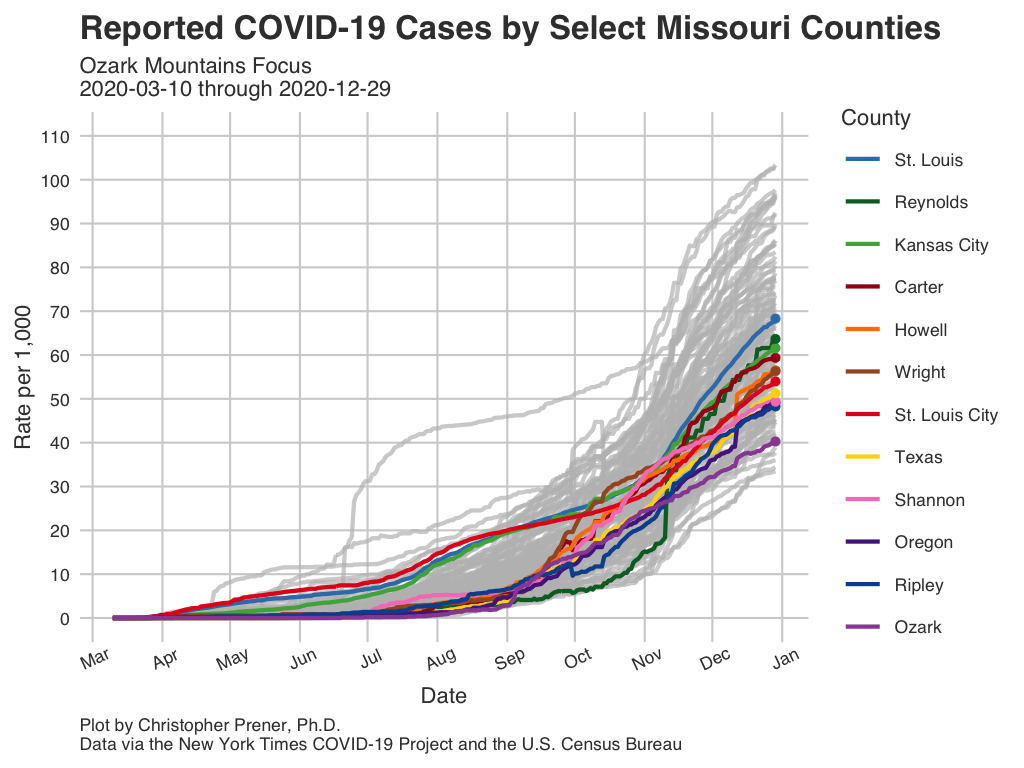 Reported COVID-19 Cases by Select Missouri Counties
Ozark Mountains Focus
2020-03-10 through 2020-12-29
County
St. Louis
Reynolds
Kansas City
Carter
Howell
Wright
St. Louis City
Texas
Shannon
Oregon
Ripley
Ozark
Rate per 1,000
110
100
90
80
70
60
50
40
30
20
10
0
Mar Apr May Jun Jul Aug Sep Oct Nov Dec Jan
Date
Plot by Christopher Prener, Ph.D.
Data via the New York Times COVID-19 Project and the U.S. Census Bureau